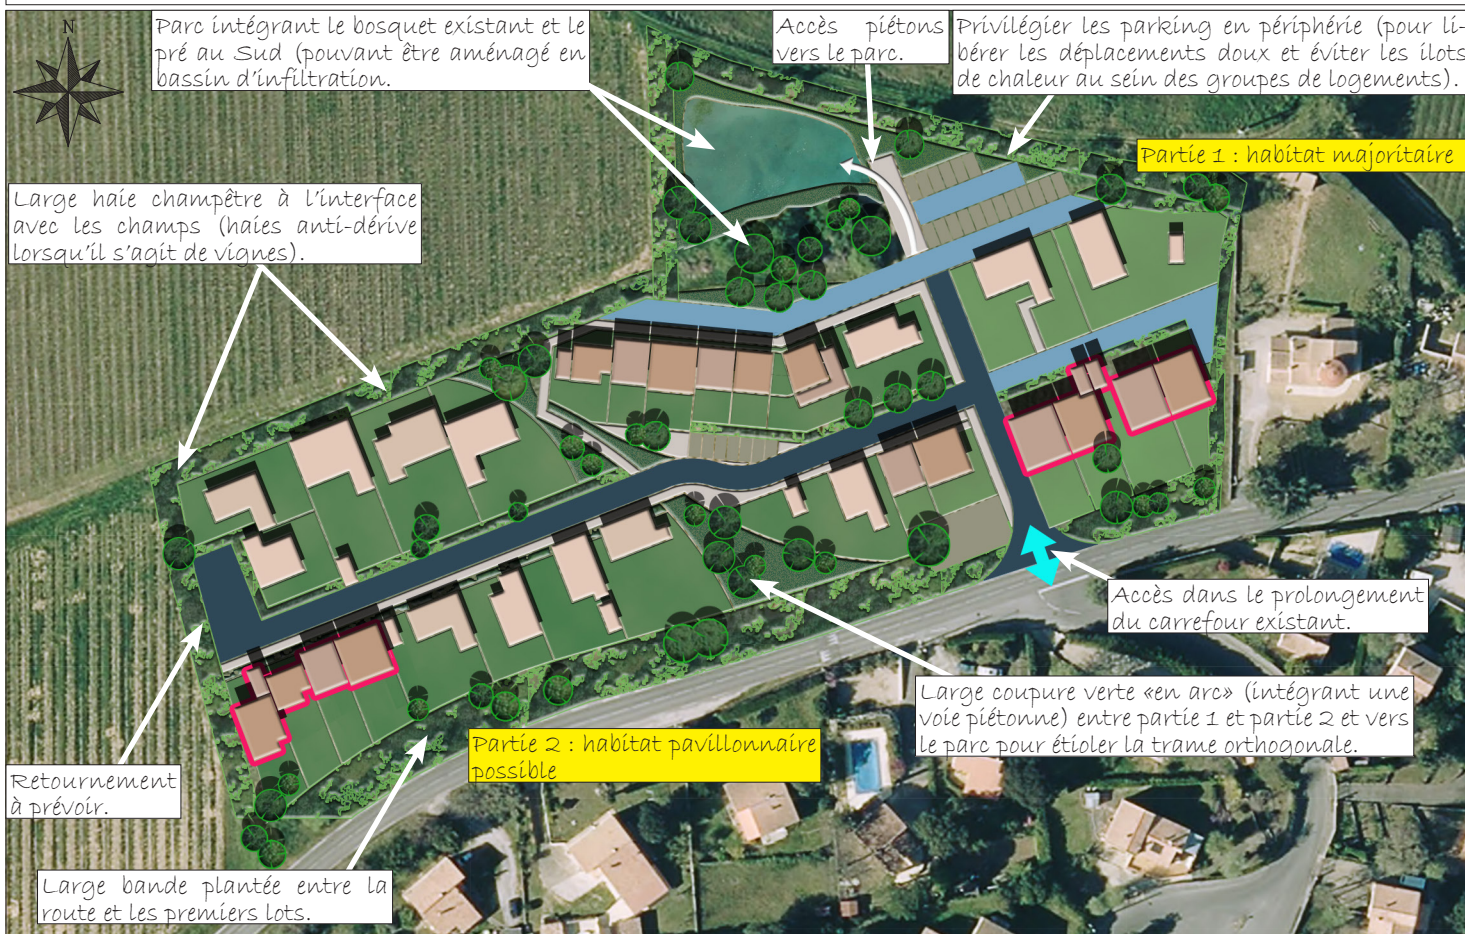 N
Parc intégrant le bosquet existant et le
pré au Sud (pouvant être aménagé en
bassin d'infiltration.
Accès piétons
vers le parc.
Privilégier les parking en périphérie (pour li-
bérer les déplacements doux et éviter les ilots
de chaleur au sein des groupes de logements).
Partie 1 : habitat majoritaire
Large haie champêtre à l'interface
avec les champs (haies anti-dérive
lorsqu'il s'agit de vignes).
Accès dans le prolongement
du carrefour existant.
Large coupure verte «en arc» (intégrant une
voie piétonne) entre partie 1 et partie 2 et vers
le parc pour étioler la trame orthogonale.
Partie 2 : habitat pavillonnaire
possible
Retournement
à prévoir.
Large bande plantée entre la
route et les premiers lots.